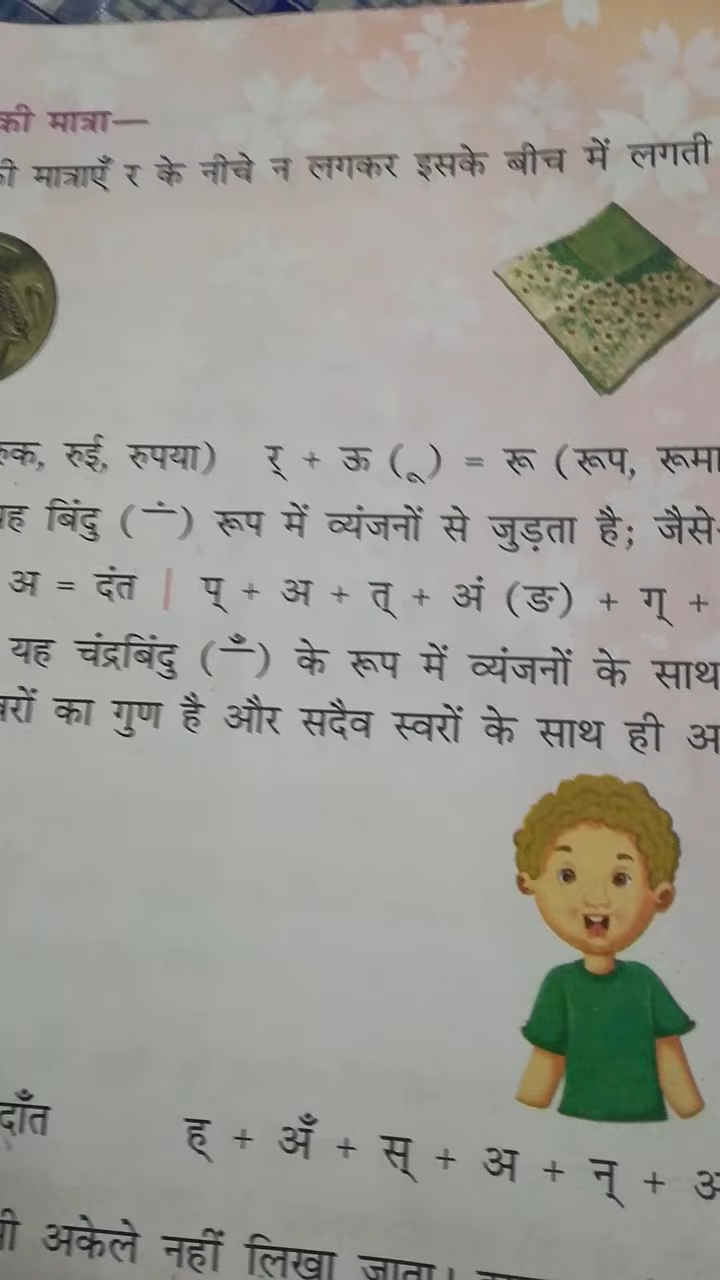 की मात्रा—
मात्राएँ र के नीचे न लगकर इसके बीच में लगती
रुई, रुपया) र् + ऊ (ू) = रू (रूप,
बिंदु (ं) रूप में व्यंजनों से जुड़ता है; जैसे-
अ = दंत | प् + अ + त् + अं (ङ) + ग् +
यह चंद्रबिंदु (ँ) के रूप में व्यंजनों के साथ
का गुण है और सदैव स्वरों के साथ ही
दाँत ह् + अँ + स् + अ + न् +
अकेले नहीं लिखा जाता।